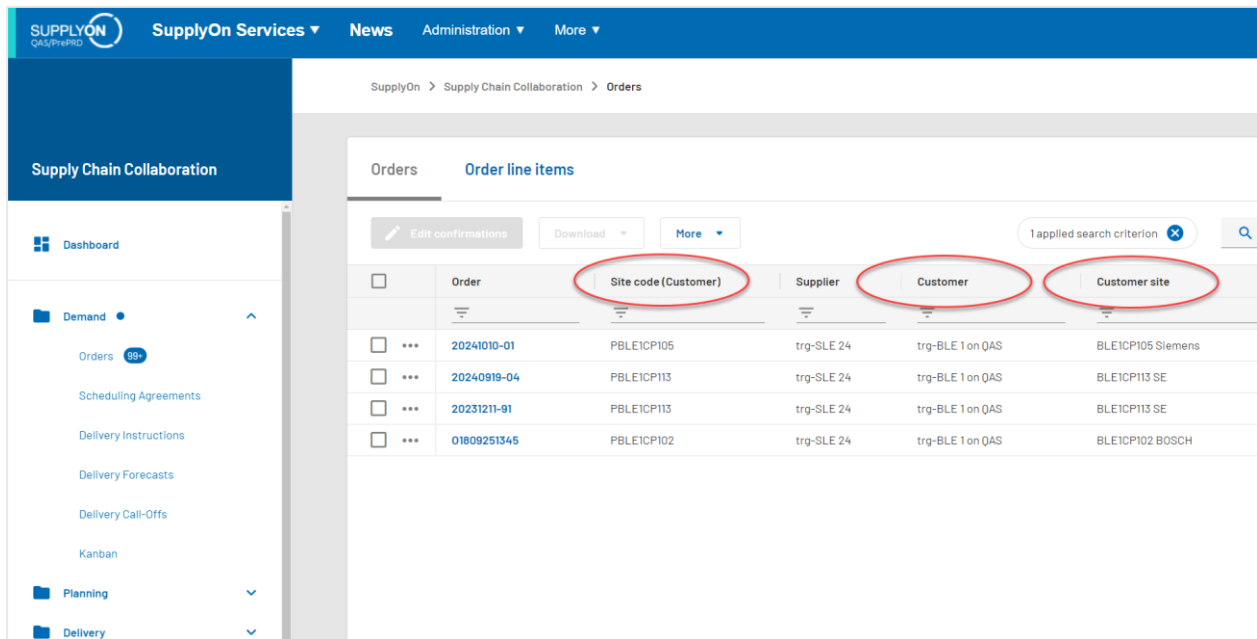 SUPPLYON
QAS/PrePRD
SupplyOn Services ▼ News Administration ▼ More ▼
SupplyOn > Supply Chain Collaboration > Orders
Supply Chain Collaboration
Orders Order line items
Edit confirmations Download More 1 applied search criterion
Dashboard
Demand
Orders 99+
Scheduling Agreements
Delivery Instructions
Delivery Forecasts
Delivery Call-Offs
Kanban
Planning
Delivery
Order Site code (Customer) Supplier Customer Customer site
20241010-01 PBLE1CP105 trg-SLE 24 trg-BLE 1 on QAS BLE1CP105 Siemens
20240919-04 PBLE1CP113 trg-SLE 24 trg-BLE 1 on QAS BLE1CP113 SE
20231211-91 PBLE1CP113 trg-SLE 24 trg-BLE 1 on QAS BLE1CP113 SE
01809251345 PBLE1CP102 trg-SLE 24 trg-BLE 1 on QAS BLE1CP102 BOSCH